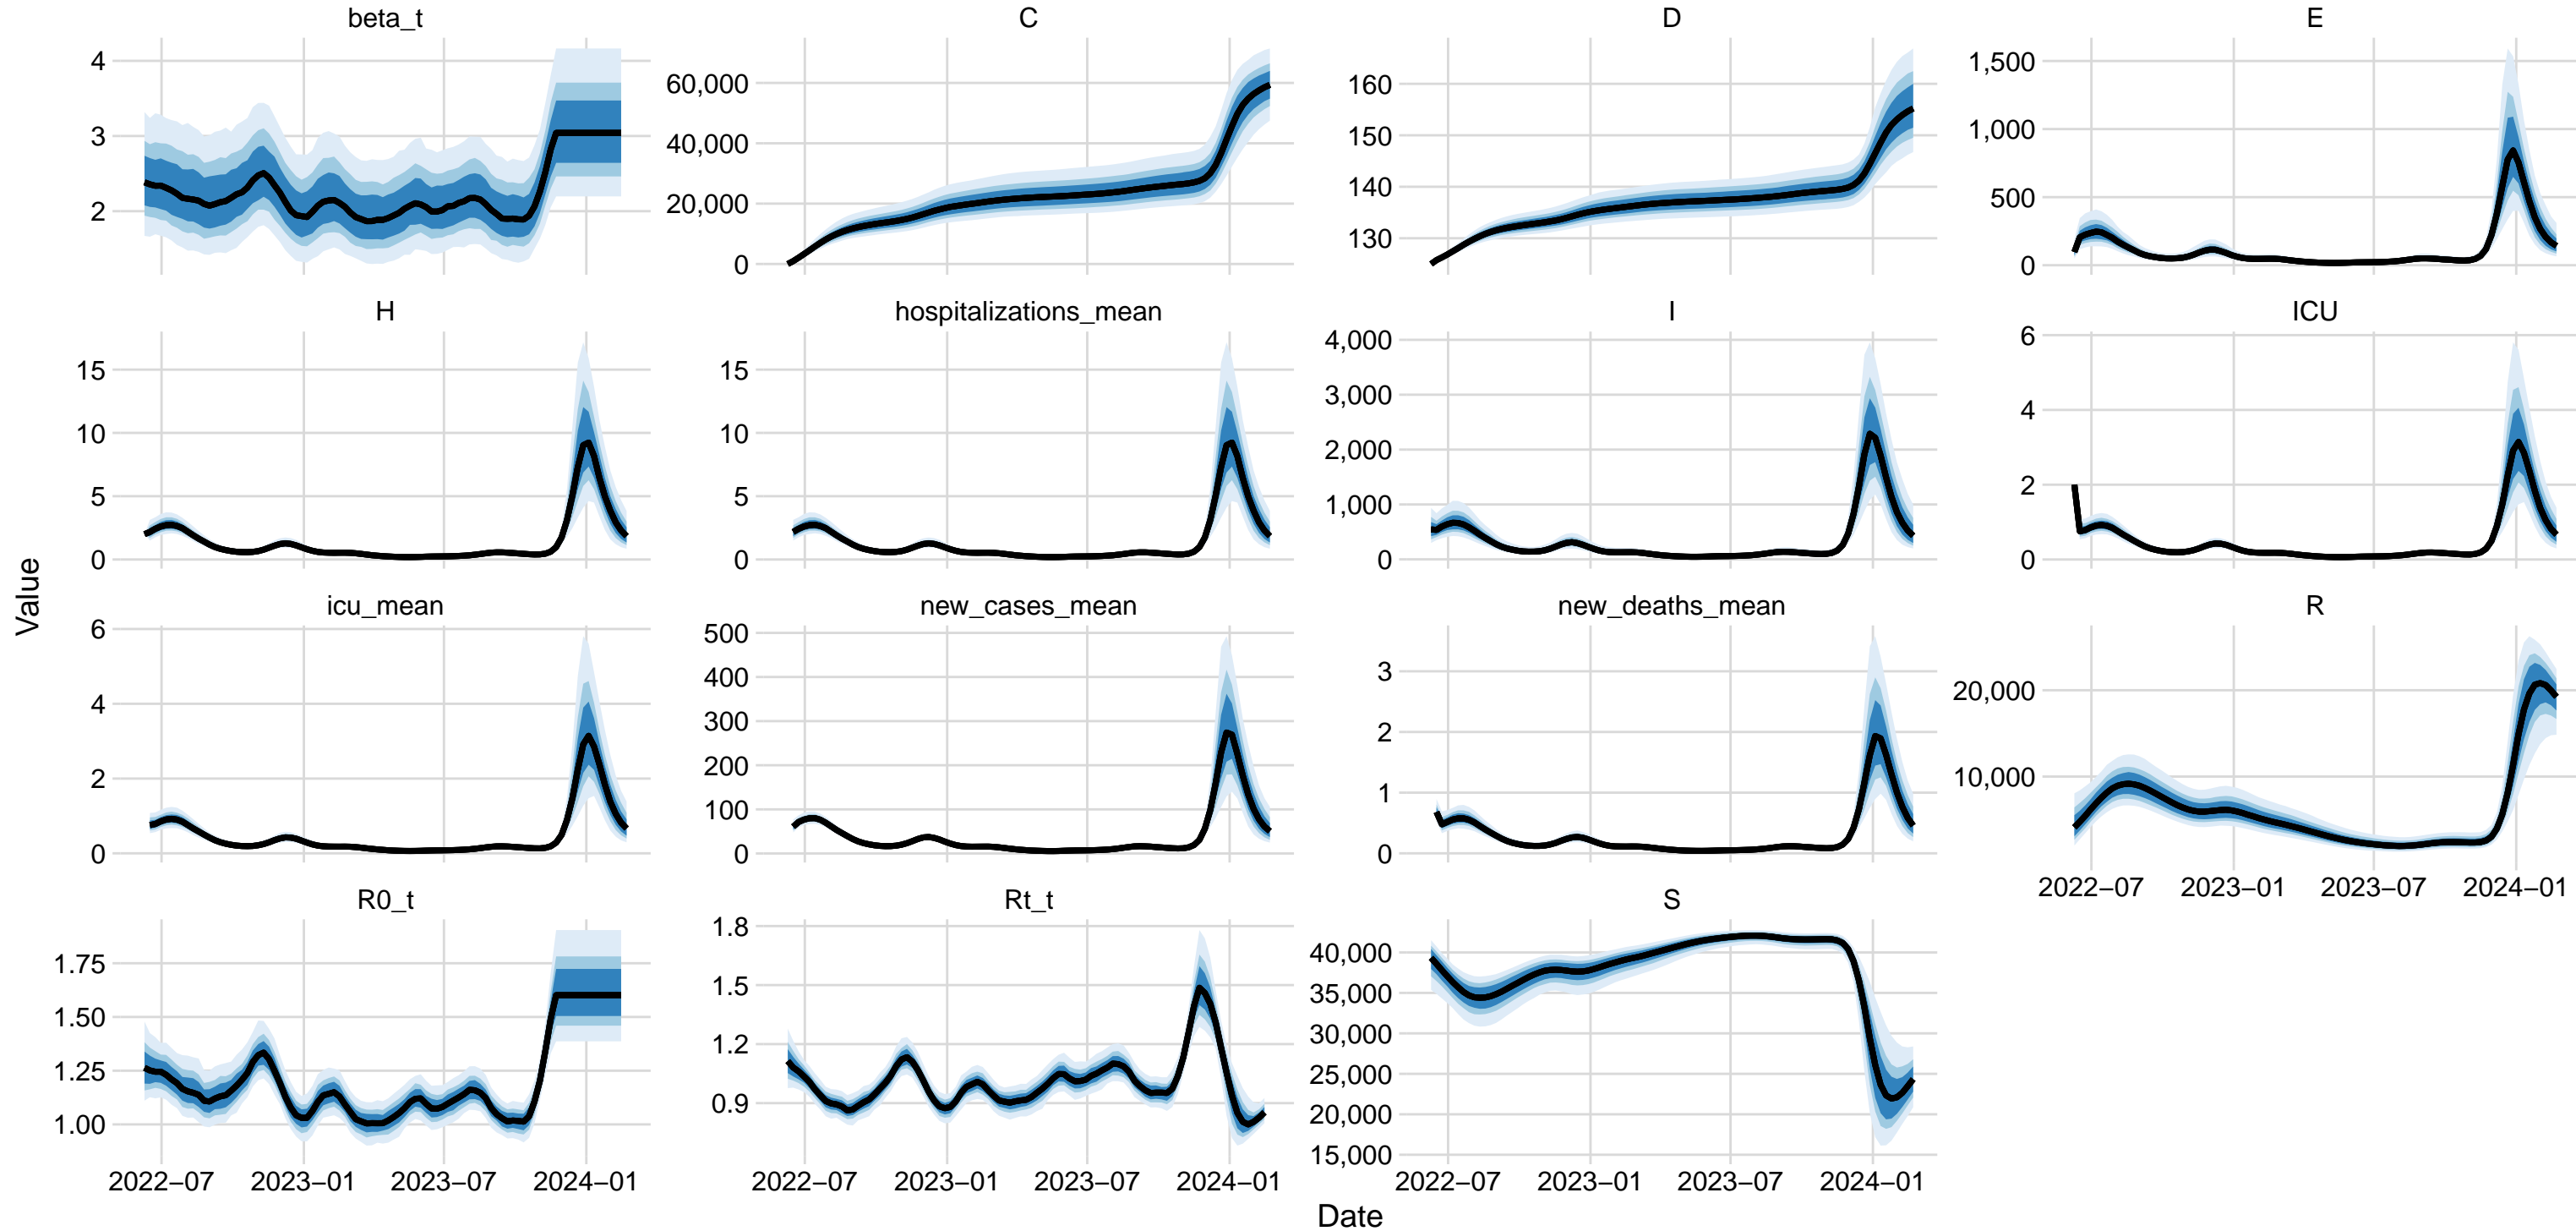 beta_t
C
D
E
4
3
2
60,000
40,000
20,000
0
160
150
140
130
1,500
1,000
500
0
H
hospitalizations_mean
I
ICU
15
10
5
0
15
10
5
0
4,000
3,000
2,000
1,000
0
6
4
2
0
Value
icu_mean
new_cases_mean
new_deaths_mean
R
6
4
2
0
500
400
300
200
100
0
3
2
1
0
20,000
10,000
2022−07 2023−01 2023−07 2024−01
R0_t
Rt_t
S
1.75
1.50
1.25
1.00
1.8
1.5
1.2
0.9
40,000
35,000
30,000
25,000
20,000
15,000
2022−07 2023−01 2023−07 2024−01
2022−07 2023−01 2023−07 2024−01
2022−07 2023−01 2023−07 2024−01
Date